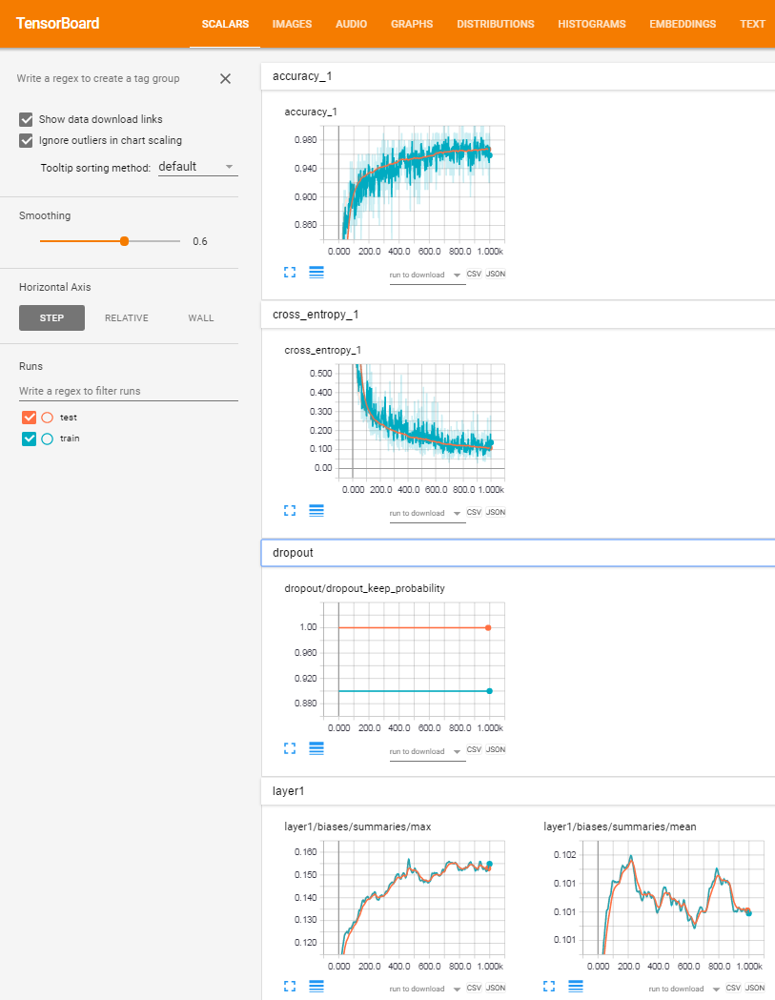 TensorBoard
SCALARS IMAGES AUDIO GRAPHS DISTRIBUTIONS HISTOGRAMS EMBEDDINGS TEXT
Write a regex to create a tag group
Show data download links
Ignore outliers in chart scaling
Tooltip sorting method: default
Smoothing
0.6
Horizontal Axis
STEP RELATIVE WALL
Runs
Write a regex to filter runs
test
train
accuracy_1
accuracy_1
0.980
0.940
0.900
0.860
0.000 200.0 400.0 600.0 800.0 1.000k
run to download CSV JSON
cross_entropy_1
cross_entropy_1
0.500
0.400
0.300
0.200
0.100
0.00
0.000 200.0 400.0 600.0 800.0 1.000k
run to download CSV JSON
dropout
dropout/dropout_keep_probability
1.00
0.960
0.920
0.880
0.000 200.0 400.0 600.0 800.0 1.000k
run to download CSV JSON
layer1
layer1/biases/summaries/max
0.160
0.150
0.140
0.130
0.120
0.000 200.0 400.0 600.0 800.0 1.000k
run to download CSV JSON
layer1/biases/summaries/mean
0.102
0.101
0.101
0.101
0.000 200.0 400.0 600.0 800.0 1.000k
run to download CSV JSON